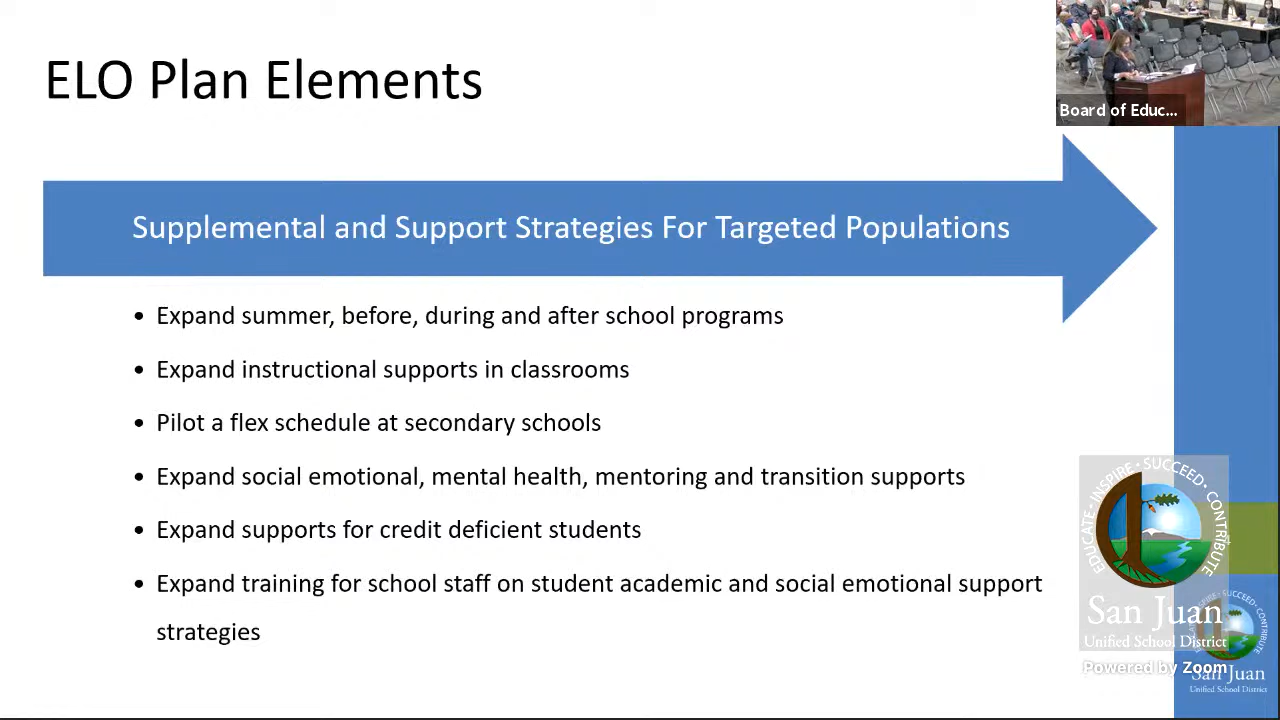 ELO Plan Elements
Board of Educ...
Supplemental and Support Strategies For Targeted Populations
• Expand summer, before, during and after school programs
• Expand instructional supports in classrooms
• Pilot a flex schedule at secondary schools
• Expand social emotional, mental health, mentoring and transition supports
• Expand supports for credit deficient students
• Expand training for school staff on student academic and social emotional support
strategies
EDUCATE • INSPIRE • SUCCEED • CONTRIBUTE
San Juan
Unified School District
Powered by Zoom
San Juan
Unified School District